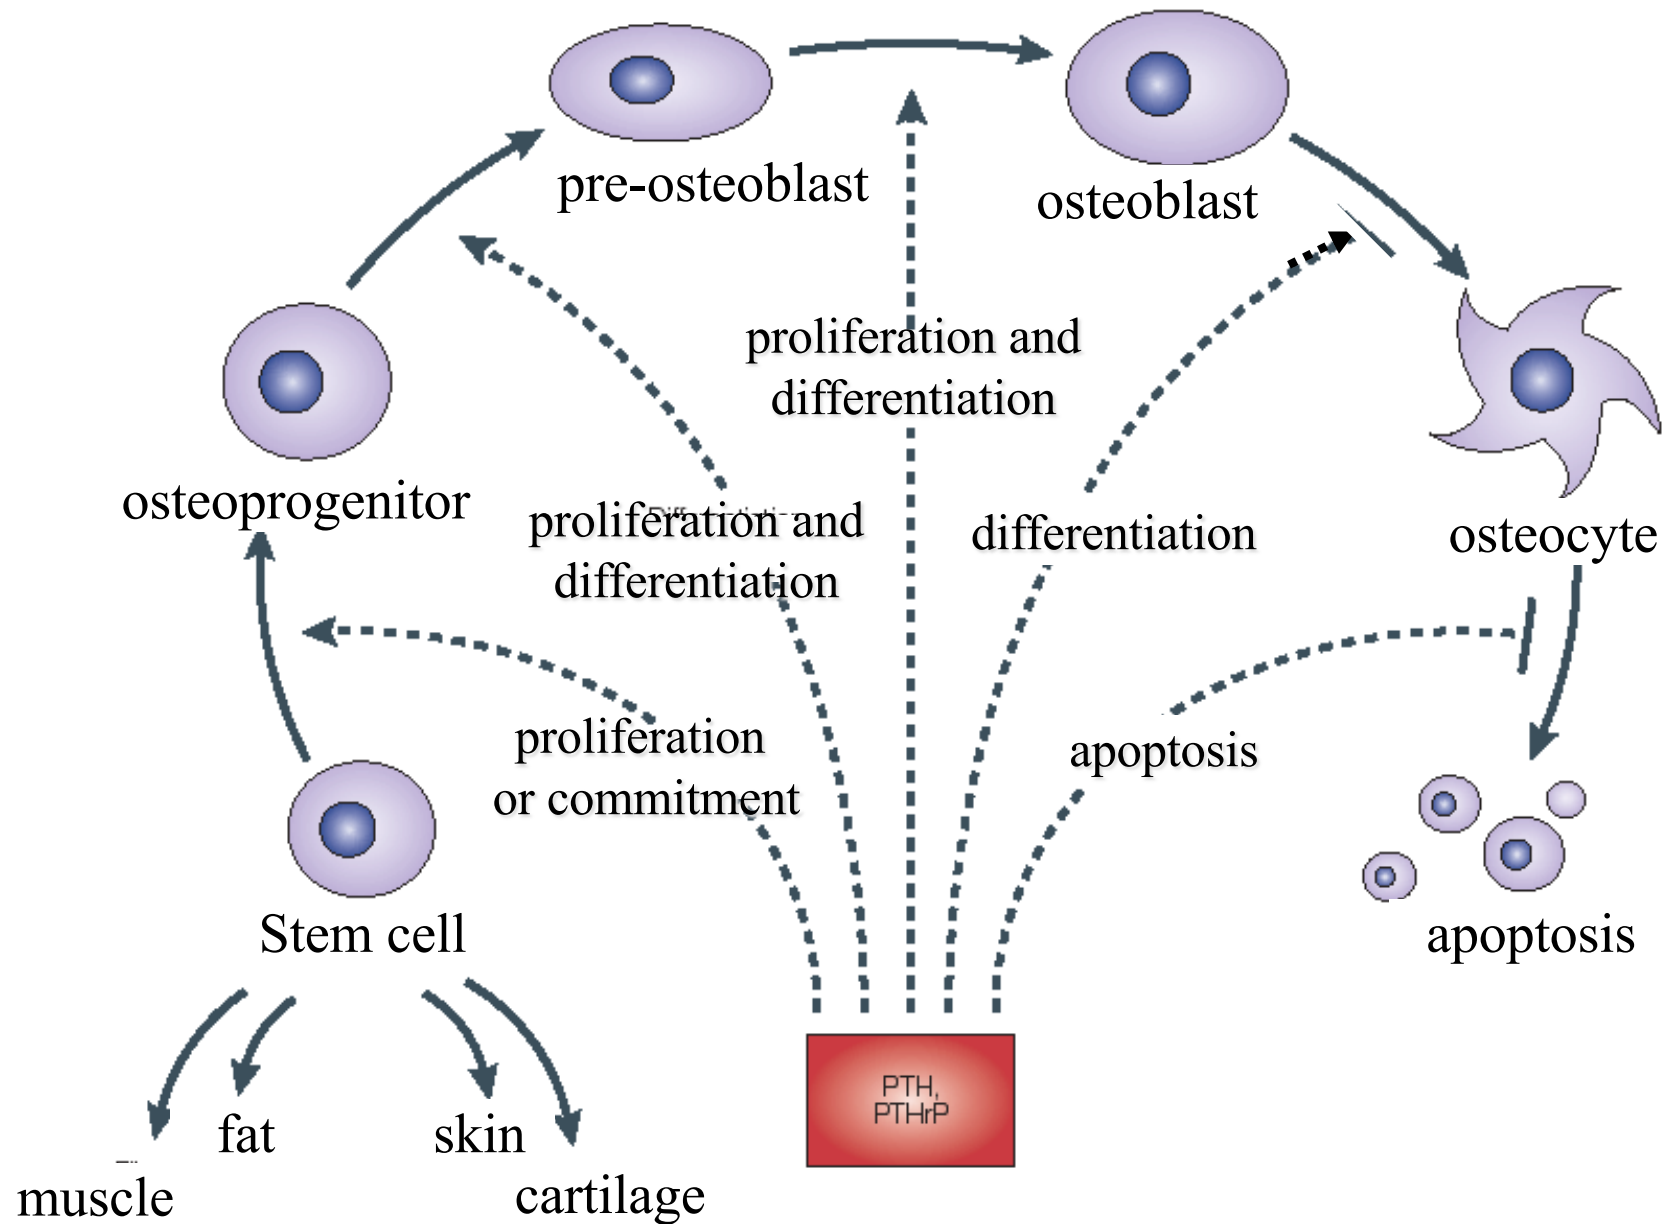 pre-osteoblast
osteoblast
proliferation and
differentiation
osteoprogenitor
proliferation and
differentiation
differentiation
osteocyte
proliferation
or commitment
apoptosis
Stem cell
apoptosis
PTH,
PTHrP
fat
skin
muscle
cartilage